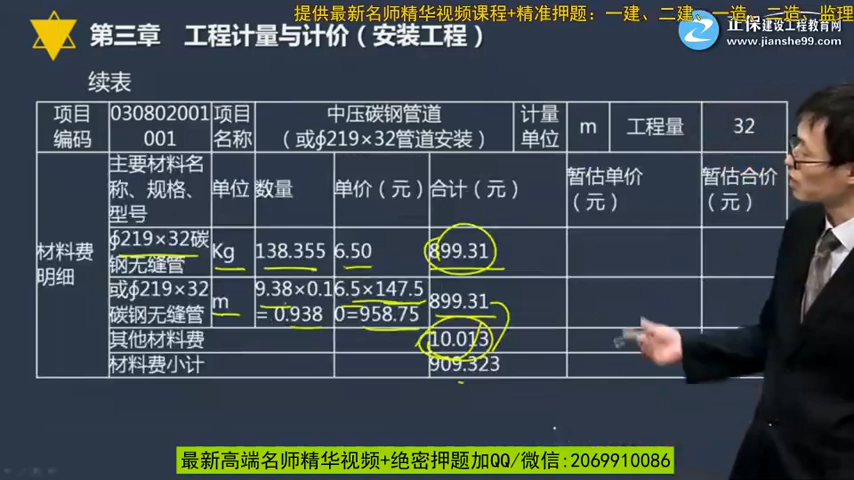 提供最新名师精华视频课程+精准押题：一建、二建、一造、二造、监理
第三章 工程计量与计价（安装工程）
正保建设工程教育网
www.jianshe99.com
续表
项目编码 030802001001 项目名称 中压碳钢管道（或∮219×32管道安装） 计量单位 m 工程量 32
材料费明细 主要材料名称、规格、型号 单位 数量 单价（元） 合计（元） 暂估单价（元） 暂估合价（元）
∮219×32碳钢无缝管 Kg 138.355 6.50 899.31
或∮219×32碳钢无缝管 m 9.38×0.1=0.938 6.5×147.50=958.75 899.31
其他材料费 10.013
材料费小计 909.323
最新高端名师精华视频+绝密押题加QQ/微信:2069910086